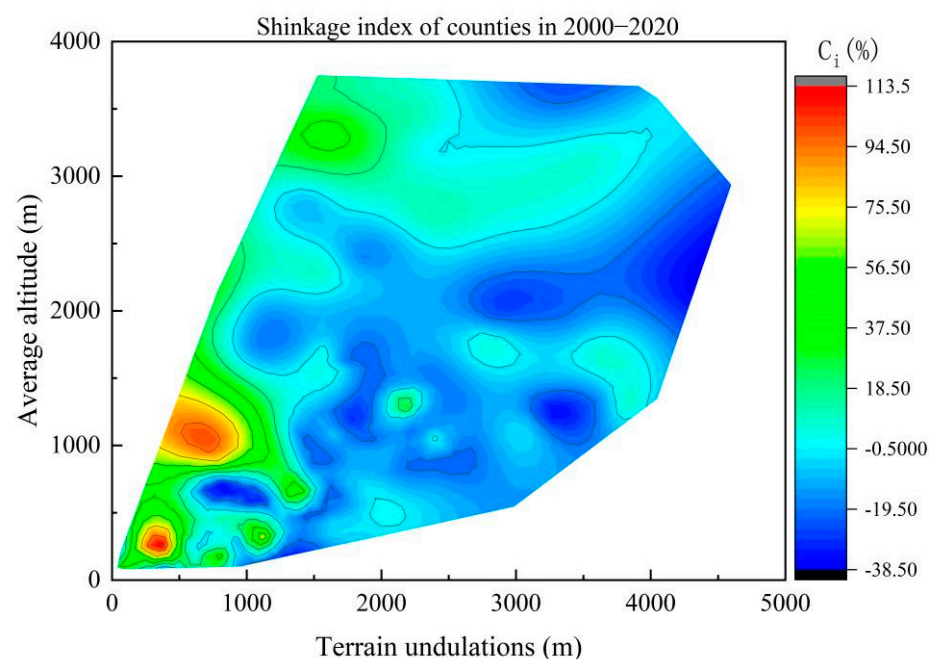 Shinkage index of counties in 2000−2020
C_i (%)
4000
3000
2000
1000
0
Average altitude (m)
0 1000 2000 3000 4000 5000
Terrain undulations (m)
113.5
94.50
75.50
56.50
37.50
18.50
-0.5000
-19.50
-38.50